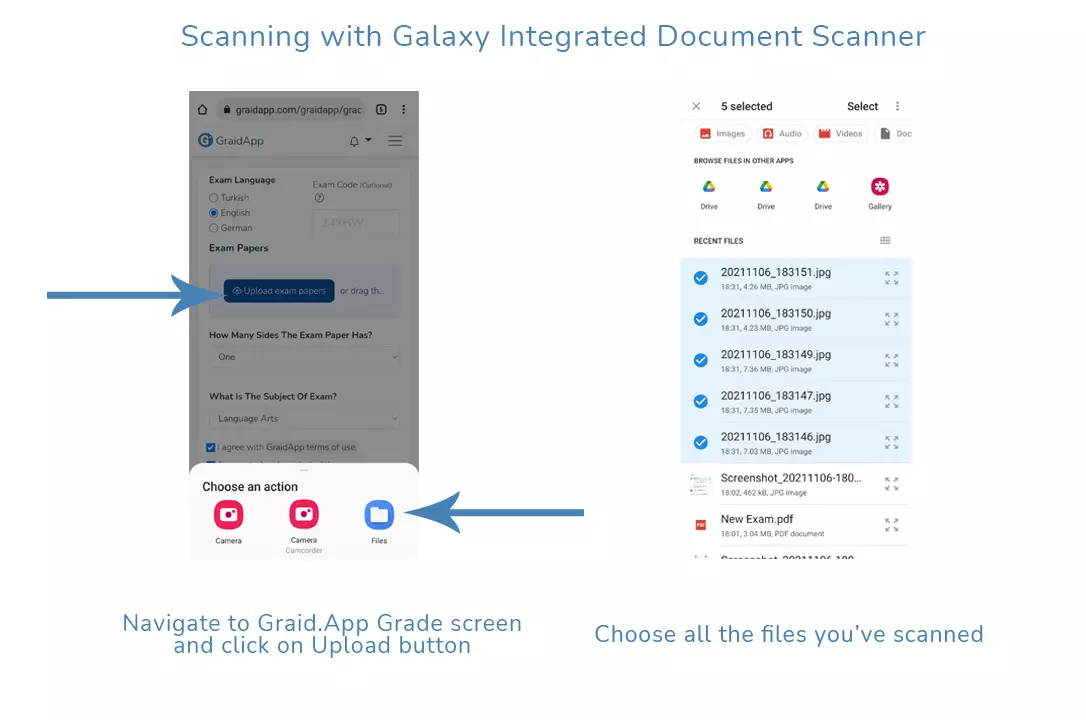 Scanning with Galaxy Integrated Document Scanner
graidapp.com/graidapp/grac
GraidApp
Exam Language
Turkish
English
German
Exam Code (Optional)
Exam Papers
Upload exam papers
or drag th...
How Many Sides The Exam Paper Has?
One
What Is The Subject Of Exam?
Language Arts
I agree with GraidApp terms of use
Choose an action
Camera
Camera
Camcorder
Files
Navigate to Graid.App Grade screen
and click on Upload button
5 selected
Select
Images
Audio
Videos
Doc
BROWSE FILES IN OTHER APPS
Drive
Drive
Drive
Gallery
RECENT FILES
20211106_183151.jpg
18:31, 4.26 MB, JPG image
20211106_183150.jpg
18:31, 4.23 MB, JPG image
20211106_183149.jpg
18:31, 7.36 MB, JPG image
20211106_183147.jpg
18:31, 7.35 MB, JPG image
20211106_183146.jpg
18:31, 7.03 MB, JPG image
Screenshot_20211106-180...
18:02, 452 kB, JPG image
PDF
New Exam.pdf
18:01, 3.04 MB, PDF document
Choose all the files you've scanned